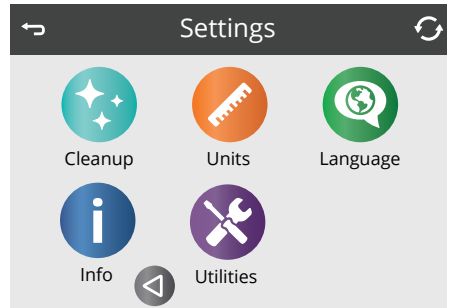 Settings
Cleanup
Units
Language
Info
Utilities